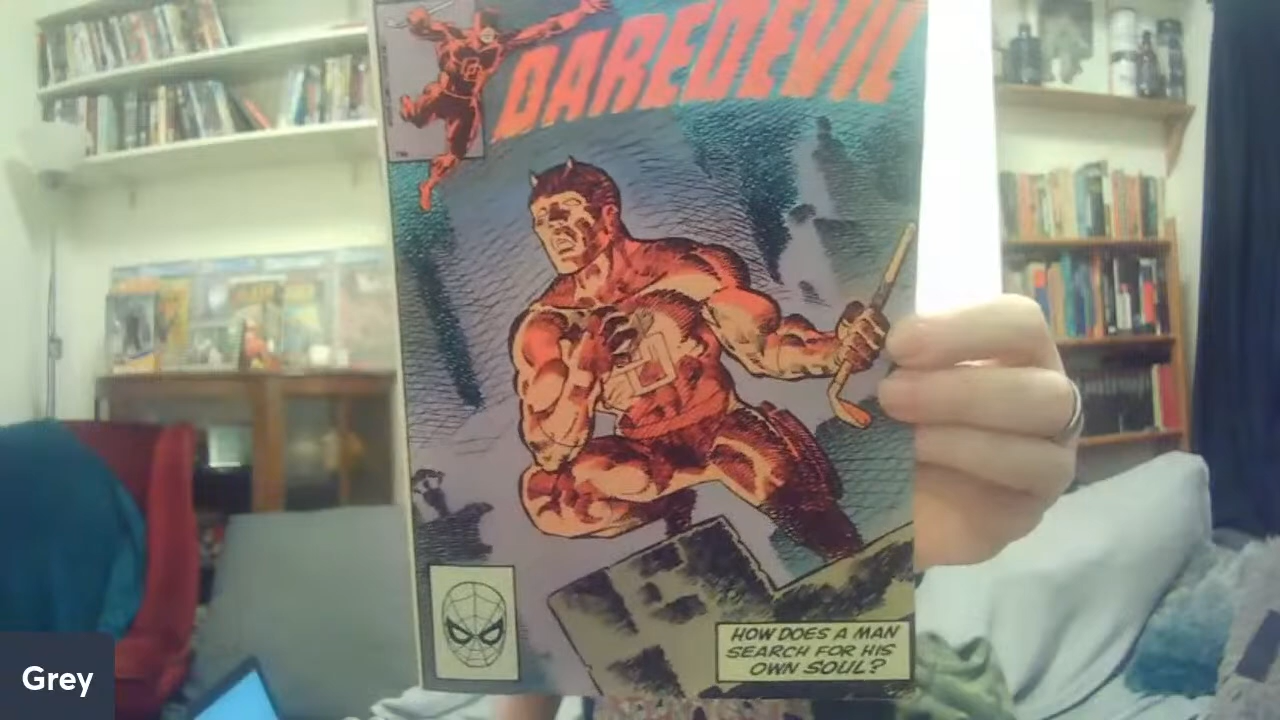 DAREDEVIL
HOW DOES A MAN
SEARCH FOR HIS
OWN SOUL?
Grey